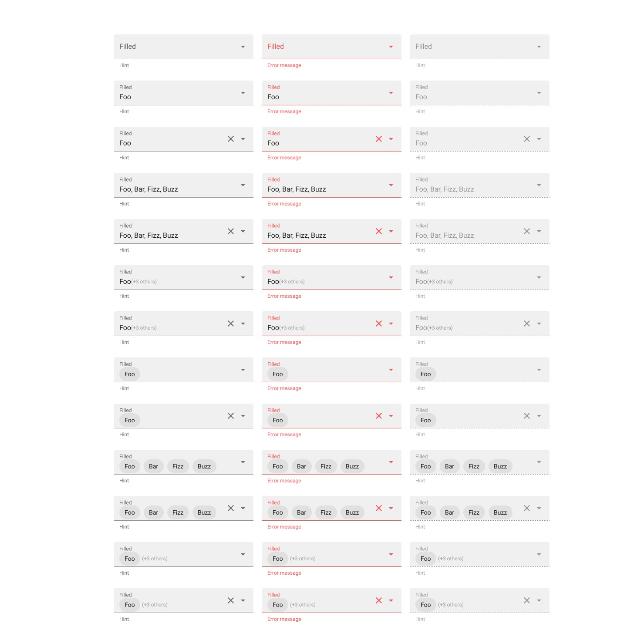 Filled Filled Filled
Hint Error message Hint
Filled Filled Filled
Foo Foo Foo
Hint Error message Hint
Filled Filled Filled
Foo Foo Foo
Hint Error message Hint
Filled Filled Filled
Foo, Bar, Fizz, Buzz Foo, Bar, Fizz, Buzz Foo, Bar, Fizz, Buzz
Hint Error message Hint
Filled Filled Filled
Foo, Bar, Fizz, Buzz Foo, Bar, Fizz, Buzz Foo, Bar, Fizz, Buzz
Hint Error message Hint
Filled Filled Filled
Foo(+3 others) Foo(+3 others) Foo(+3 others)
Hint Error message Hint
Filled Filled Filled
Foo(+3 others) Foo(+3 others) Foo(+3 others)
Hint Error message Hint
Filled Filled Filled
Foo Foo Foo
Hint Error message Hint
Filled Filled Filled
Foo Foo Foo
Hint Error message Hint
Filled Filled Filled
Foo Bar Fizz Buzz Foo Bar Fizz Buzz Foo Bar Fizz Buzz
Hint Error message Hint
Filled Filled Filled
Foo Bar Fizz Buzz Foo Bar Fizz Buzz Foo Bar Fizz Buzz
Hint Error message Hint
Filled Filled Filled
Foo (+3 others) Foo (+3 others) Foo (+3 others)
Hint Error message Hint
Filled Filled Filled
Foo (+3 others) Foo (+3 others) Foo (+3 others)
Hint Error message Hint